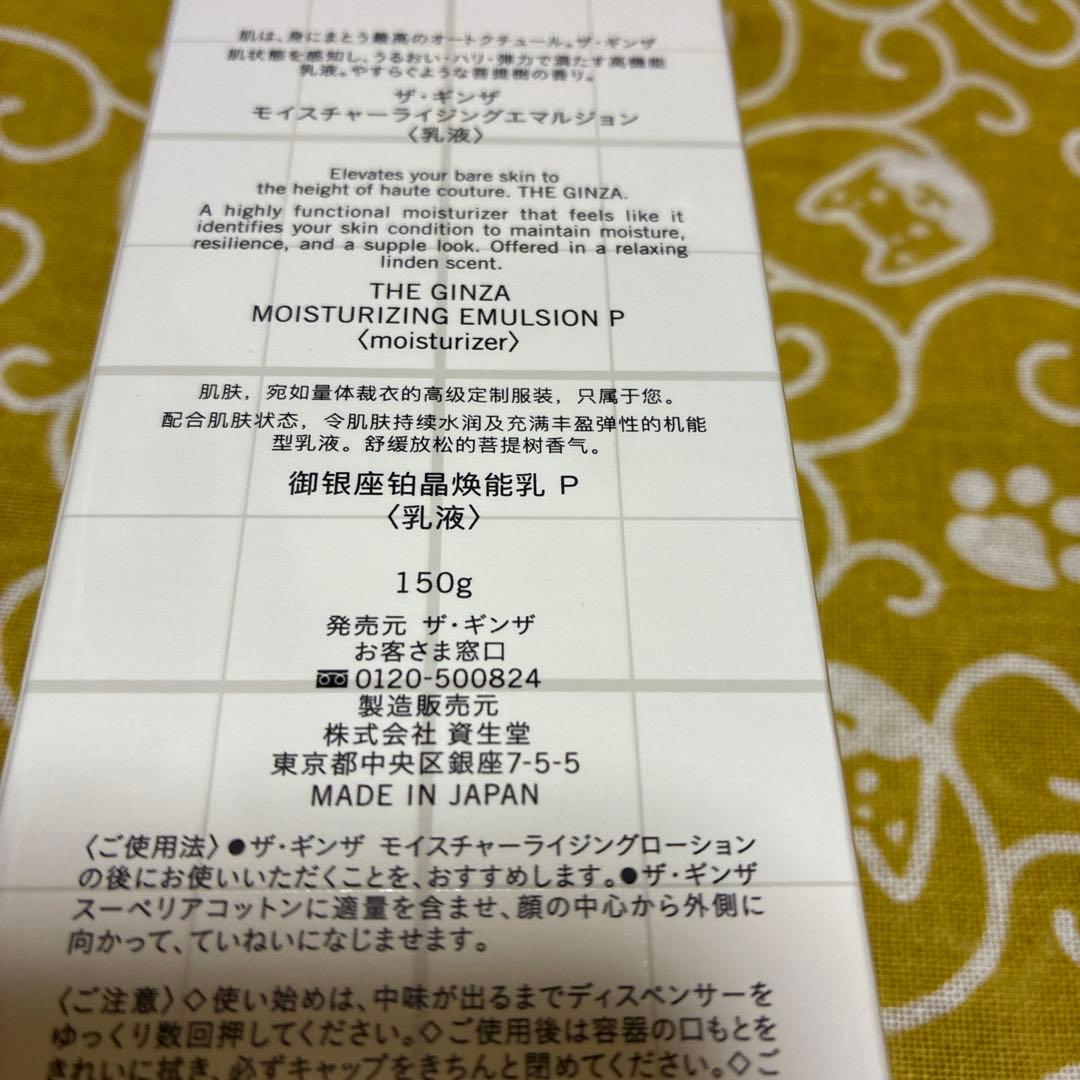 肌は、身にまとう最高のオートクチュール。ザ・ギンザ
肌状態を感知し、うるおい・ハリ・弾力で満たす高機能
乳液。やすらぐような菩提樹の香り。
ザ・ギンザ
モイスチャーライジングエマルジョン
〈乳液〉
Elevates your bare skin to
the height of haute couture. THE GINZA.
A highly functional moisturizer that feels like it
identifies your skin condition to maintain moisture,
resilience, and a supple look. Offered in a relaxing
linden scent.
THE GINZA
MOISTURIZING EMULSION P
〈moisturizer〉
肌肤，宛如量体裁衣的高级定制服装，只属于您。
配合肌肤状态，令肌肤持续水润及充满丰盈弹性的机能
型乳液。舒缓放松的菩提树香气。
御银座铂晶焕能乳 P
〈乳液〉
150g
発売元 ザ・ギンザ
お客さま窓口
0120-500824
製造販売元
株式会社 資生堂
東京都中央区銀座7-5-5
MADE IN JAPAN
〈ご使用法〉●ザ・ギンザ モイスチャーライジングローション
の後にお使いいただくことを、おすすめします。●ザ・ギンザ
スーペリアコットンに適量を含ませ、顔の中心から外側に
向かって、ていねいになじませます。
〈ご注意〉◇使い始めは、中味が出るまでディスペンサーを
ゆっくり数回押してください。◇ご使用後は容器の口もとを
きれいに拭き、必ずキャップをきちんと閉めてください。◇ご